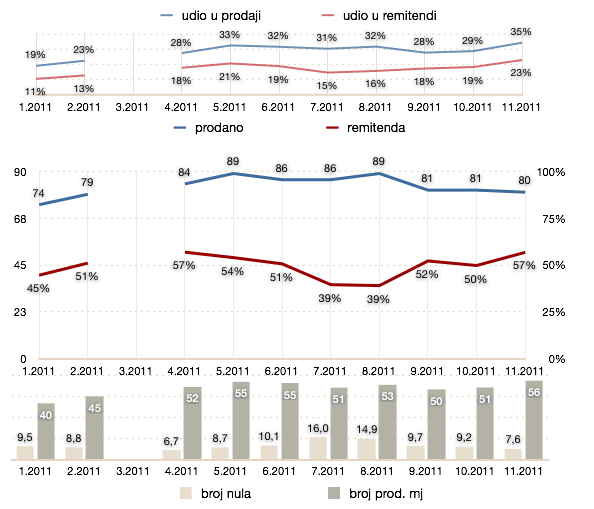 udio u prodaji udio u remitendi
35%
33% 32% 31% 32%
28% 28% 29%
19% 23%
11% 13% 18% 21% 19% 15% 16% 18% 19% 23%
1.2011 2.2011 3.2011 4.2011 5.2011 6.2011 7.2011 8.2011 9.2011 10.2011 11.2011
prodano remitenda
90 74 79 84 89 86 86 89 81 81 80 100%
68 75%
45 45% 51% 57% 54% 51% 39% 39% 52% 50% 57% 50%
23 25%
0 0%
1.2011 2.2011 3.2011 4.2011 5.2011 6.2011 7.2011 8.2011 9.2011 10.2011 11.2011
40 45 52 55 55 51 53 50 51 56
9,5 8,8 6,7 8,7 10,1 16,0 14,9 9,7 9,2 7,6
1.2011 2.2011 3.2011 4.2011 5.2011 6.2011 7.2011 8.2011 9.2011 10.2011 11.2011
broj nula broj prod. mj